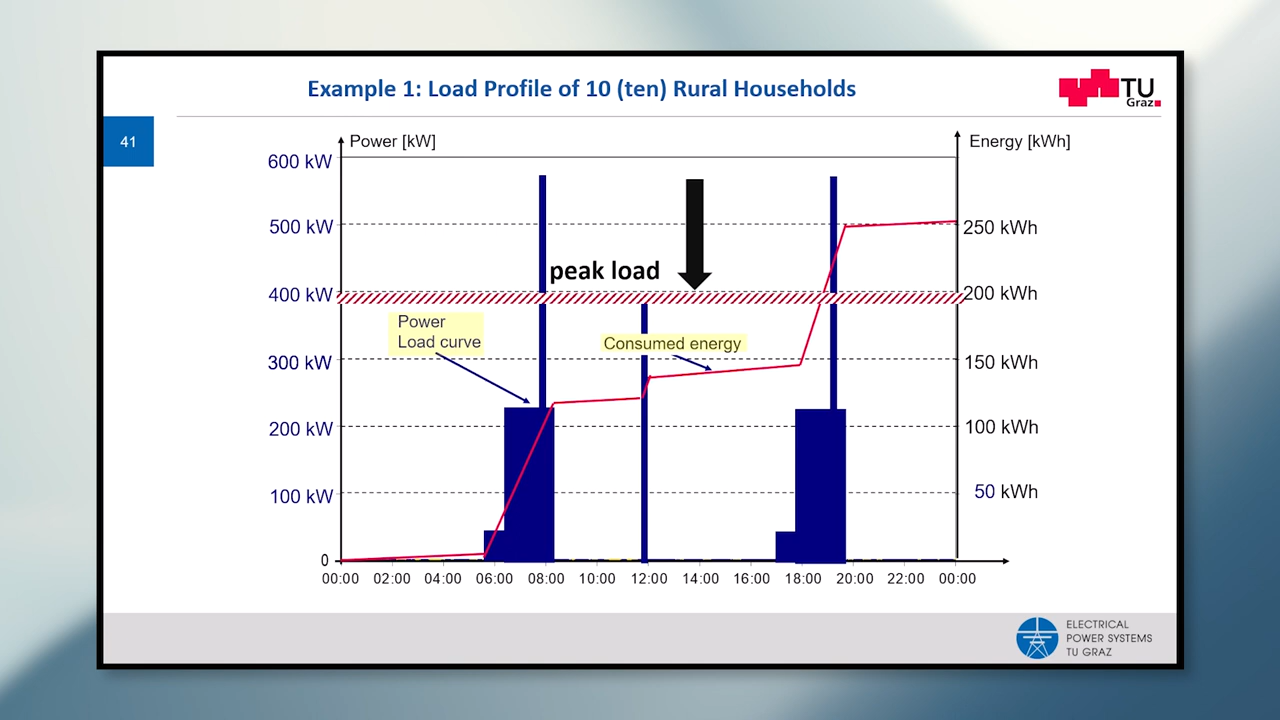 Example 1: Load Profile of 10 (ten) Rural Households
TU
Graz
41
Power [kW]
Energy [kWh]
600 kW
500 kW
250 kWh
peak load
400 kW
200 kWh
Power
Load curve
Consumed energy
300 kW
150 kWh
200 kW
100 kWh
100 kW
50 kWh
0
00:00 02:00 04:00 06:00 08:00 10:00 12:00 14:00 16:00 18:00 20:00 22:00 00:00
ELECTRICAL
POWER SYSTEMS
TU GRAZ